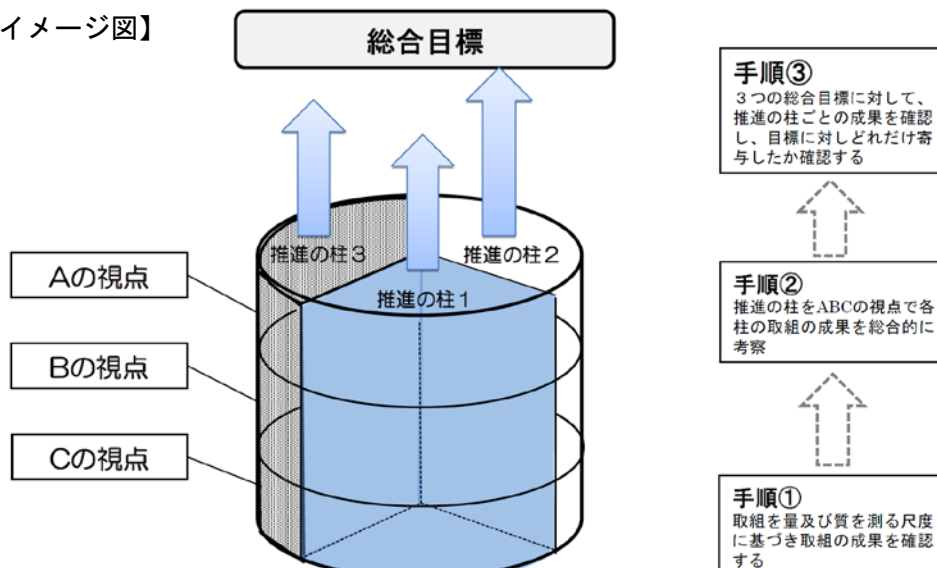 イメージ図】
総合目標
推進の柱3
推進の柱2
推進の柱1
Aの視点
Bの視点
Cの視点
手順③
３つの総合目標に対して、
推進の柱ごとの成果を確認
し、目標に対しどれだけ寄
与したか確認する
手順②
推進の柱をABCの視点で各
柱の取組の成果を総合的に
考察
手順①
取組を量及び質を測る尺度
に基づき取組の成果を確認
する